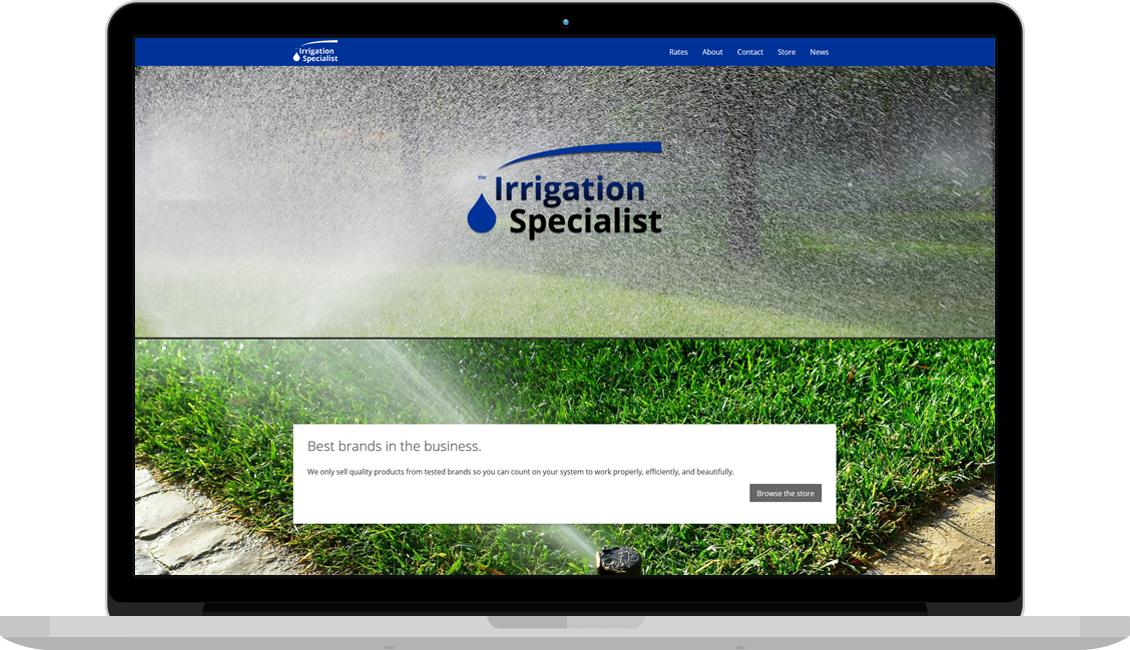 Irrigation
Specialist
Rates About Contact Store News
the
Irrigation
Specialist
Best brands in the business.
We only sell quality products from tested brands so you can count on your system to work properly, efficiently, and beautifully.
Browse the store